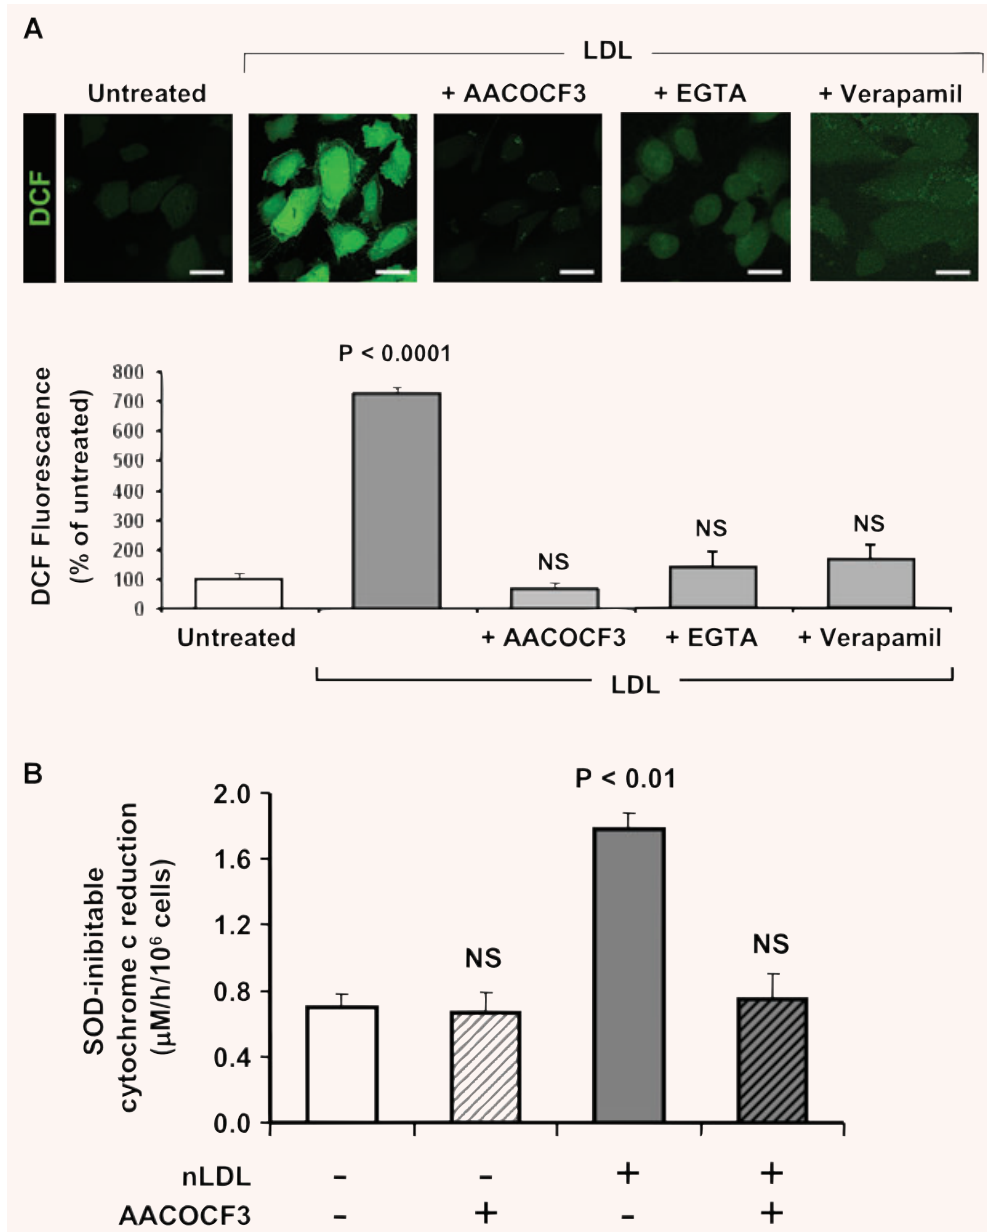 A
LDL
Untreated + AACOCF3 + EGTA + Verapamil
DCF
P < 0.0001
DCF Fluorescaence
(% of untreated)
800
700
600
500
400
300
200
100
0
NS
NS
NS
Untreated + AACOCF3 + EGTA + Verapamil
LDL
B
P < 0.01
SOD-inibitable
cytochrome c reduction
(μM/h/10⁶ cells)
2.0
1.6
1.2
0.8
0.4
0.0
NS
NS
nLDL - - + +
AACOCF3 - + - +